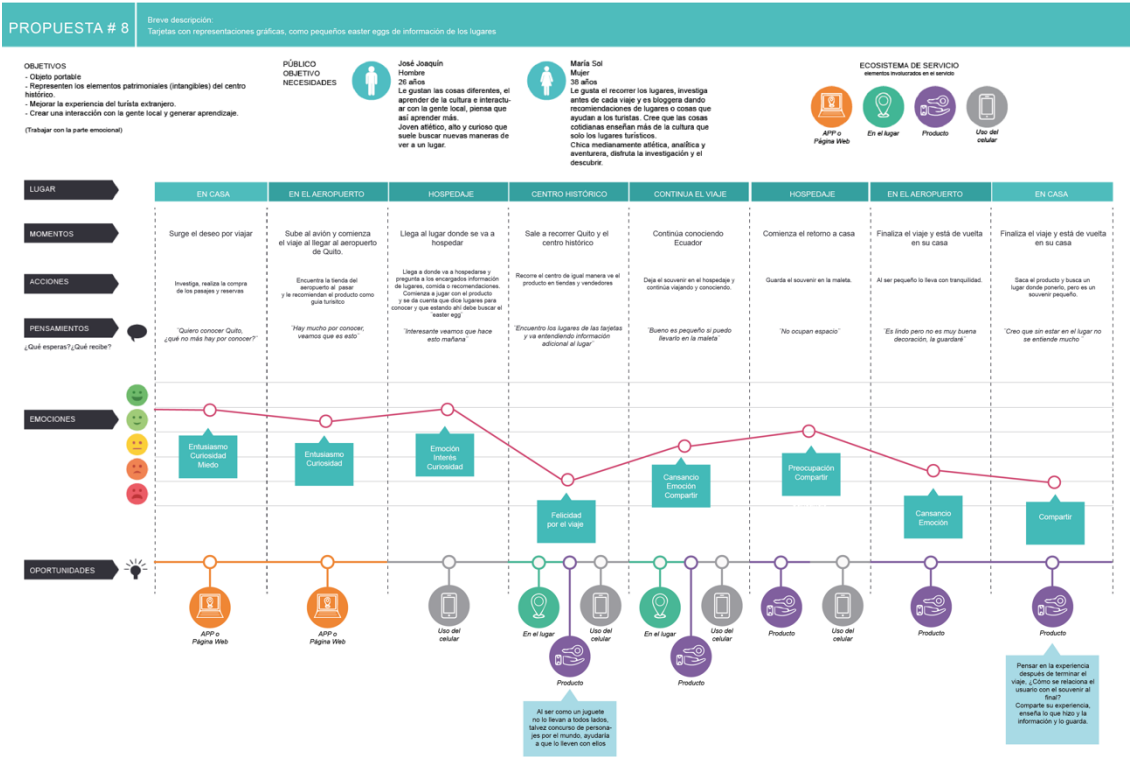 PROPUESTA # 8
Breve descripción:
Tarjetas con representaciones gráficas, como pequeños easter eggs de información de los lugares
OBJETIVOS
- Objeto portable
- Representen los elementos patrimoniales (intangibles) del centro
histórico.
- Mejorar la experiencia del turísta extranjero.
- Crear una interacción con la gente local y generar aprendizaje.
(Trabajar con la parte emocional)
PÚBLICO
OBJETIVO
NECESIDADES
José Joaquín
Hombre
26 años
Le gustan las cosas diferentes, el
aprender de la cultura e interactu-
ar con la gente local, piensa que
así aprender más.
Joven atlético, alto y curioso que
suele buscar nuevas maneras de
ver a un lugar.
María Sol
Mujer
38 años
Le gusta el recorrer los lugares, investiga
antes de cada viaje y es bloggera dando
recomendaciones de lugares o cosas que
ayudan a los turistas. Cree que las cosas
cotidianas enseñan más de la cultura que
solo los lugares turísticos.
Chica medianamente atlética, analítica y
aventurera, disfruta la investigación y el
descubrir.
ECOSISTEMA DE SERVICIO
elementos involucrados en el servicio
APP o
Página Web
En el lugar
Producto
Uso del
celular
LUGAR
EN CASA
EN EL AEROPUERTO
HOSPEDAJE
CENTRO HISTÓRICO
CONTINUA EL VIAJE
HOSPEDAJE
EN EL AEROPUERTO
EN CASA
MOMENTOS
Surge el deseo por viajar
Sube al avión y comienza
el viaje al llegar al aeropuerto
de Quito.
Llega al lugar donde se va a
hospedar
Sale a recorrer Quito y el
centro histórico
Continúa conociendo
Ecuador
Comienza el retorno a casa
Finaliza el viaje y está de vuelta
en su casa
Finaliza el viaje y está de vuelta
en su casa
ACCIONES
Investiga, realiza la compra
de los pasajes y reservas
Encuentra la tienda del
aeropuerto al pasar
y le recomiendan el producto como
guía turísitco
Llega a donde va a hospedarse y
pregunta a los encargados información
de lugares, comida o recomendaciones.
Comienza a jugar con el producto
y se da cuenta que dice lugares para
conocer y que estando ahí debe buscar el
"easter egg"
Recorre el centro de igual manera ve el
producto en tiendas y vendedores
Deja el souvenir en el hospedaje y
continúa viajando y conociendo.
Guarda el souvenir en la maleta.
Al ser pequeño lo lleva con tranquilidad.
Saca el producto y busca un
lugar donde ponerlo, pero es un
souvenir pequeño.
PENSAMIENTOS
¿Qué esperas?¿Qué recibe?
¨Quiero conocer Quito,
¿qué no más hay por conocer?¨
¨Hay mucho por conocer,
veamos que es esto¨
¨Interesante veamos que hace
esto mañana¨
¨Encuentro los lugares de las tarjetas
y va entendiendo información
adicional al lugar¨
¨Bueno es pequeño si puedo
llevarlo en la maleta¨
¨No ocupan espacio¨
¨Es lindo pero no es muy buena
decoración, la guardaré¨
¨Creo que sin estar en el lugar no
se entiende mucho¨
EMOCIONES
Entusiasmo
Curiosidad
Miedo
Entusiasmo
Curiosidad
Emoción
Interés
Curiosidad
Felicidad
por el viaje
Cansancio
Emoción
Compartir
Preocupación
Compartir
Cansancio
Emoción
Compartir
OPORTUNIDADES
APP o
Página Web
APP o
Página Web
Uso del
celular
En el lugar
Producto
Uso del
celular
En el lugar
Producto
Uso del
celular
Producto
Uso del
celular
Producto
Producto
Al ser como un juguete
no lo llevan a todos lados,
talvez concurso de persona-
jes por el mundo, ayudaría
a que lo lleven con ellos
Pensar en la experiencia
después de terminar el
viaje, ¿Cómo se relaciona el
usuario con el souvenir al
final?
Comparte su experiencia,
enseña lo que hizo y la
información y lo guarda.